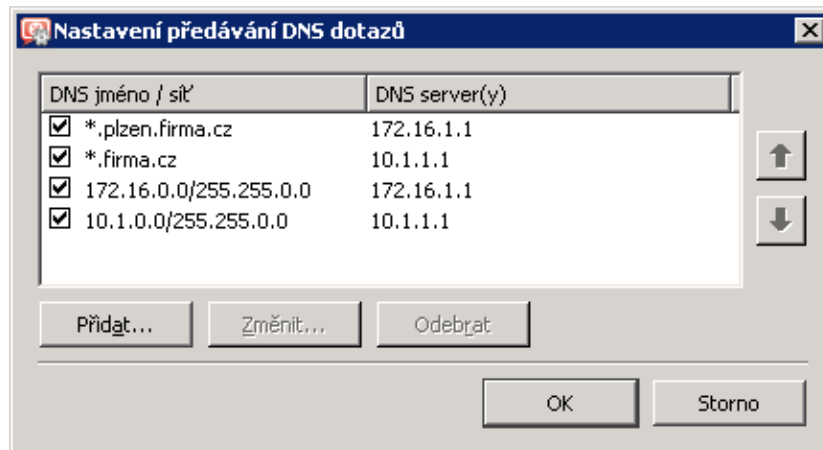 Nastavení předávání DNS dotazů
DNS jméno / síť DNS server(y)
*.plzen.firma.cz 172.16.1.1
*.firma.cz 10.1.1.1
172.16.0.0/255.255.0.0 172.16.1.1
10.1.0.0/255.255.0.0 10.1.1.1
Přidat... Změnit... Odebrat
OK Storno